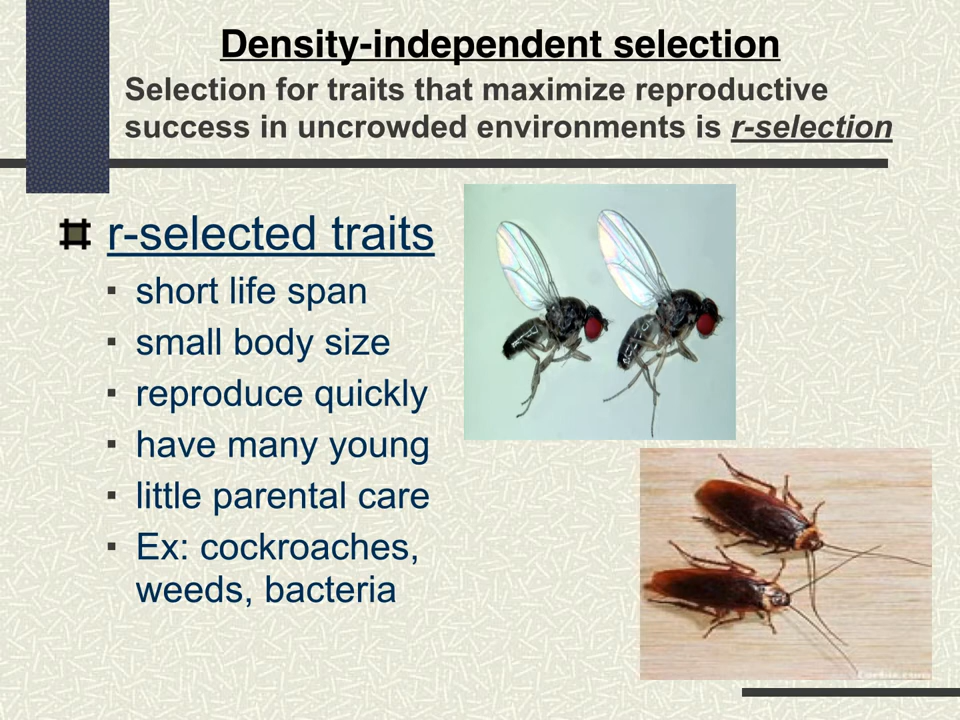 Density-independent selection
Selection for traits that maximize reproductive
success in uncrowded environments is r-selection
r-selected traits
short life span
small body size
reproduce quickly
have many young
little parental care
Ex: cockroaches,
weeds, bacteria